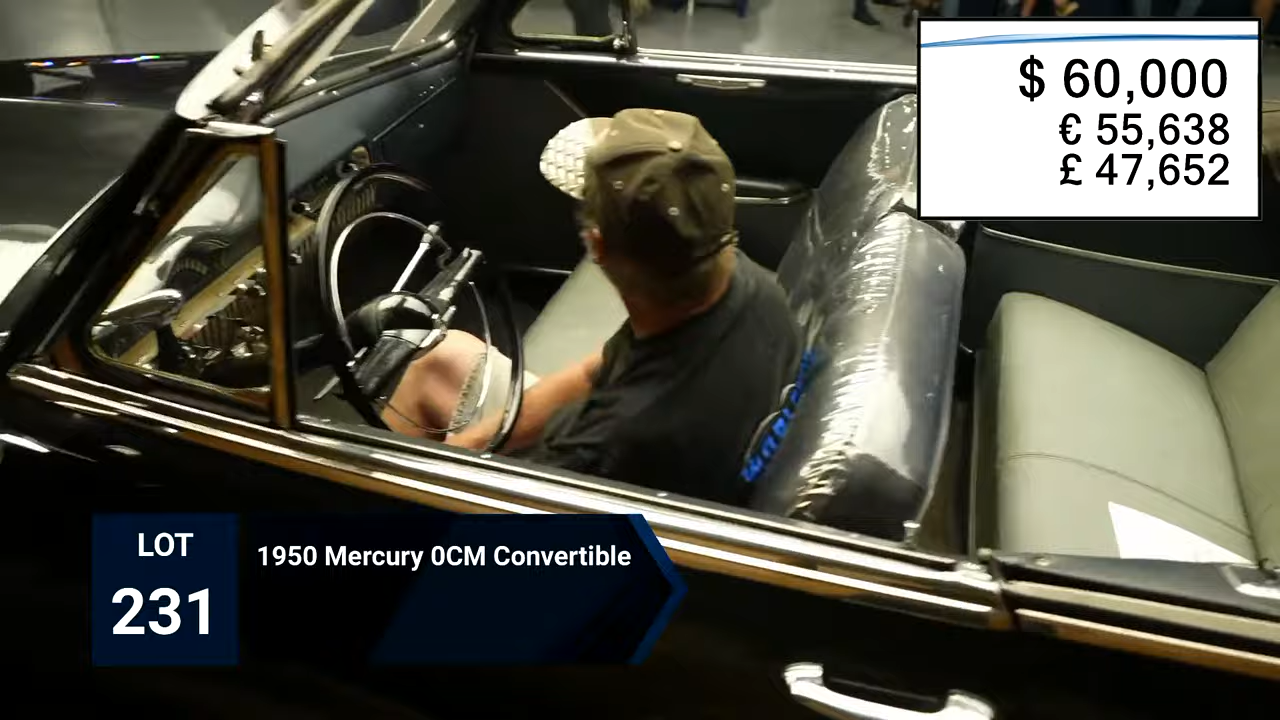 $ 60,000
€ 55,638
£ 47,652
LOT
231
1950 Mercury 0CM Convertible